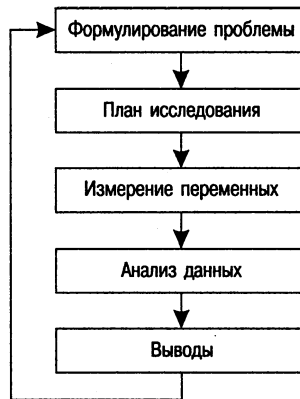 Формулирование проблемы
План исследования
Измерение переменных
Анализ данных
Выводы